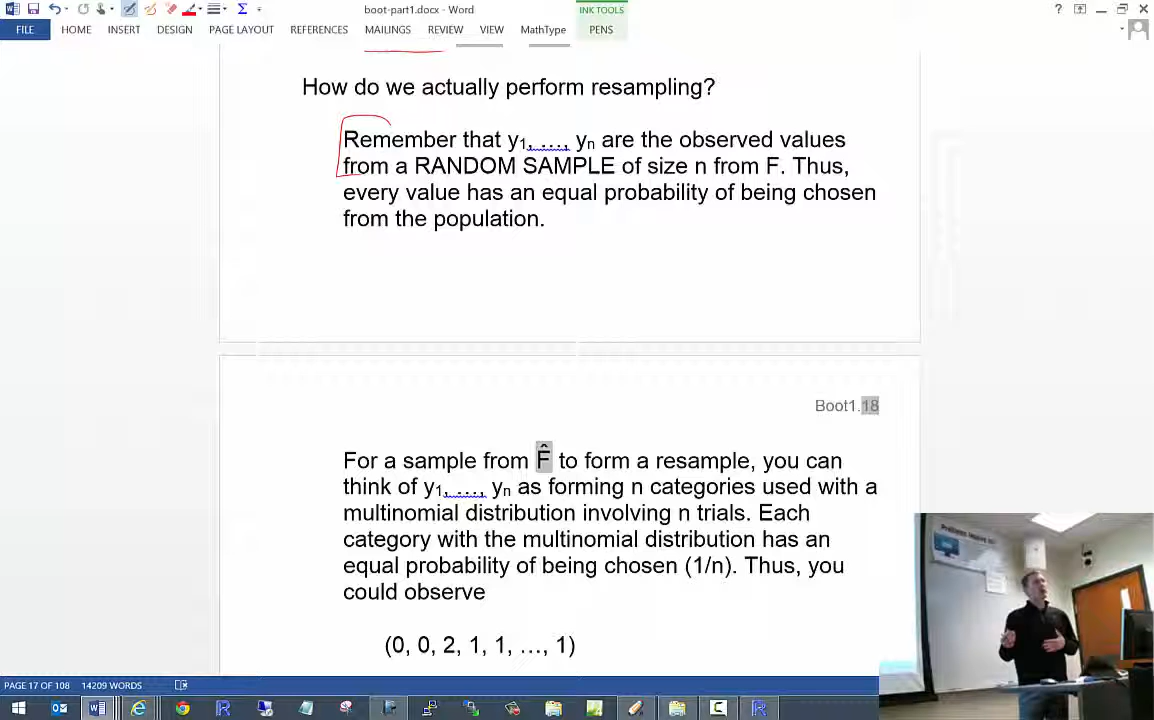 boot-part1.docx - Word
INK TOOLS
FILE HOME INSERT DESIGN PAGE LAYOUT REFERENCES MAILINGS REVIEW VIEW MathType PENS
How do we actually perform resampling?
Remember that y1, …, yn are the observed values
from a RANDOM SAMPLE of size n from F. Thus,
every value has an equal probability of being chosen
from the population.
Boot1.18
For a sample from F̂ to form a resample, you can
think of y1, …, yn as forming n categories used with a
multinomial distribution involving n trials. Each
category with the multinomial distribution has an
equal probability of being chosen (1/n). Thus, you
could observe
(0, 0, 2, 1, 1, …, 1)
PAGE 17 OF 108 14209 WORDS